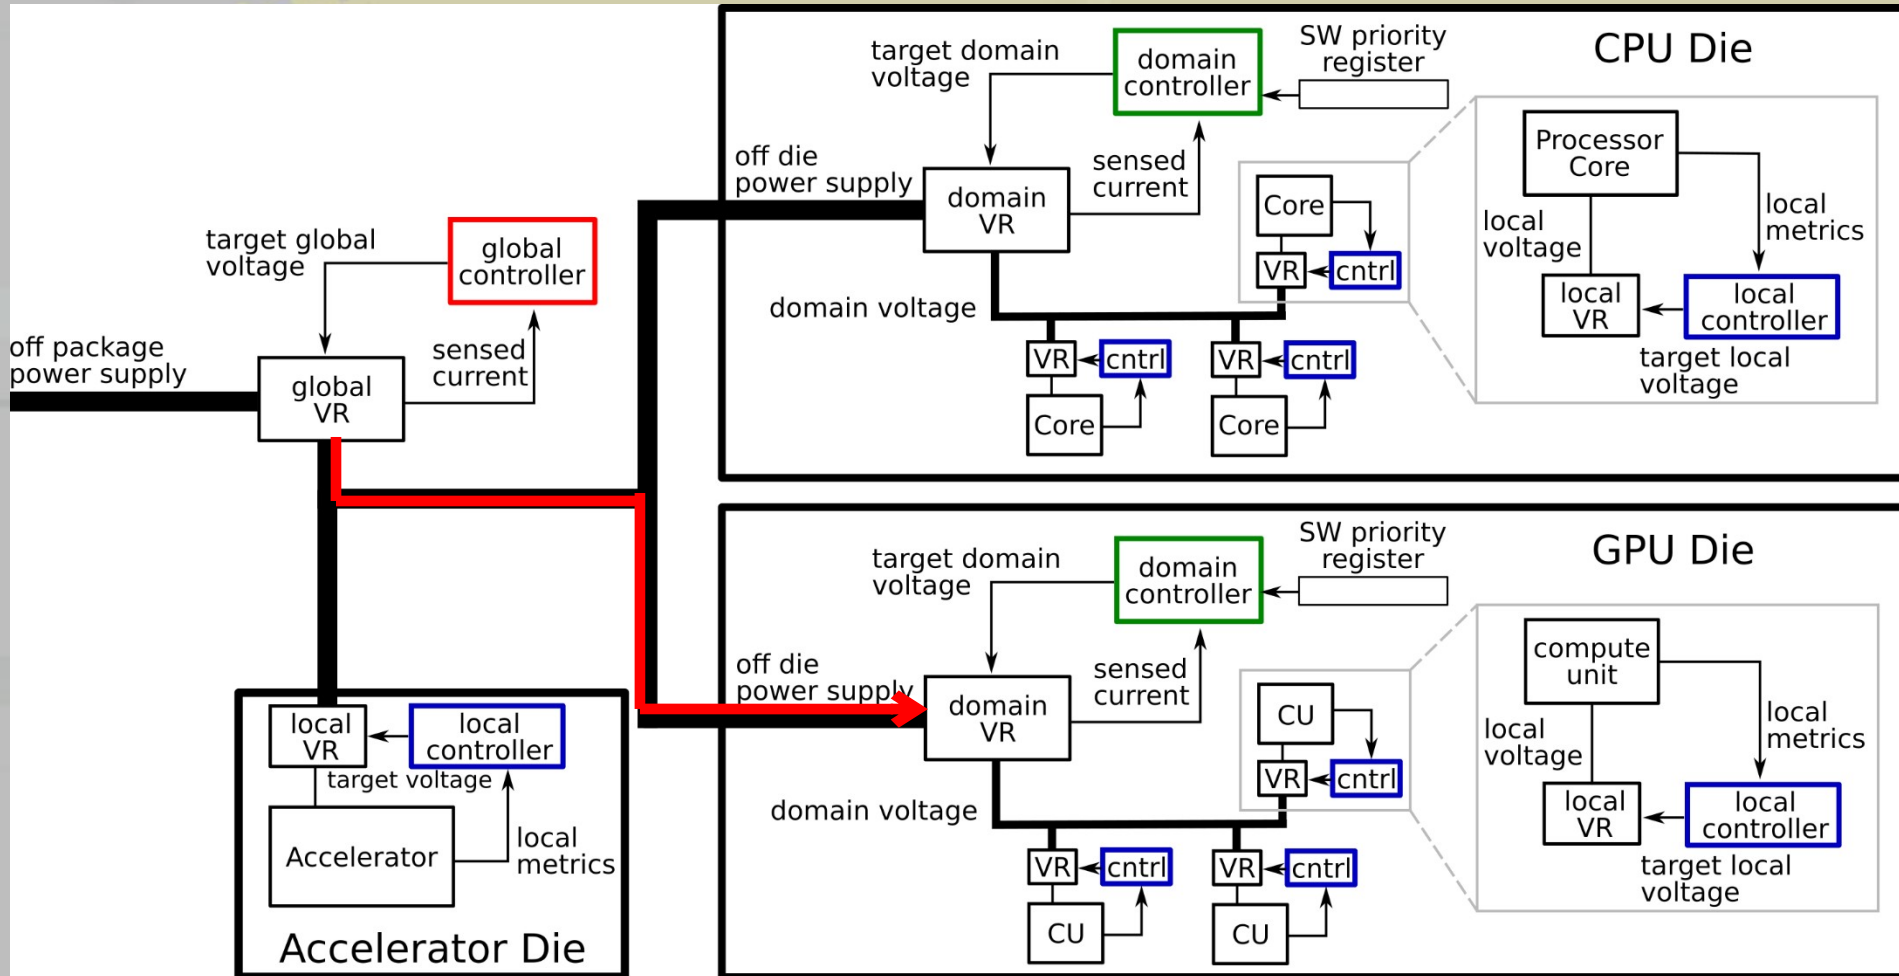 off package
power supply
target global
voltage
global
controller
sensed
current
global
VR
local
VR
local
controller
target voltage
Accelerator
local
metrics
Accelerator Die
CPU Die
target domain
voltage
domain
controller
SW priority
register
off die
power supply
domain
VR
sensed
current
domain voltage
Core
VR
cntrl
VR
cntrl
Core
VR
cntrl
Core
Processor
Core
local
voltage
local
metrics
local
VR
local
controller
target local
voltage
GPU Die
target domain
voltage
domain
controller
SW priority
register
off die
power supply
domain
VR
sensed
current
domain voltage
CU
VR
cntrl
VR
cntrl
CU
VR
cntrl
CU
compute
unit
local
voltage
local
metrics
local
VR
local
controller
target local
voltage